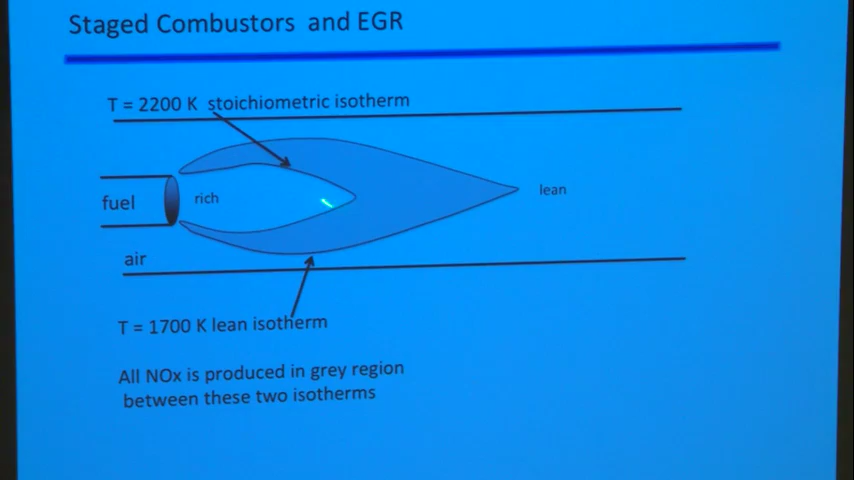 Staged Combustors and EGR
T = 2200 K stoichiometric isotherm
fuel
rich
lean
air
T = 1700 K lean isotherm
All NOx is produced in grey region
between these two isotherms